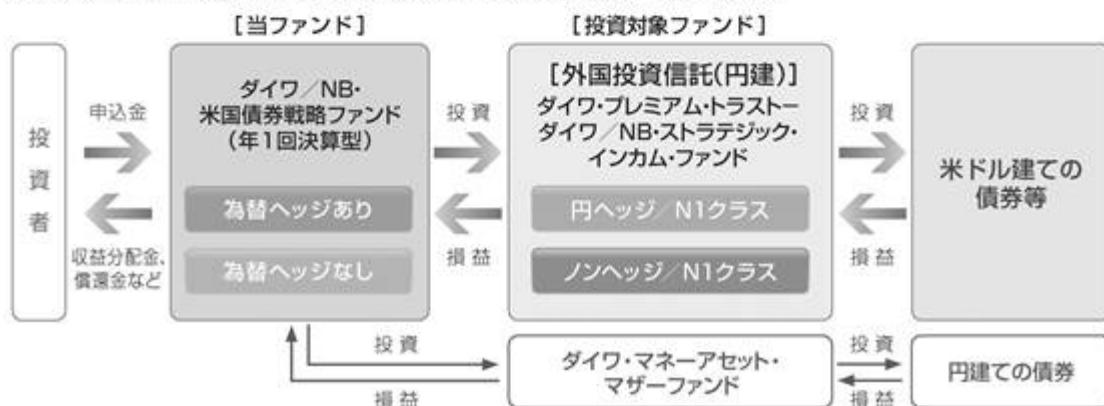 [当ファンド]
[投資対象ファンド]
投資者
申込金
収益分配金、
償還金など
ダイワ/NB・
米国債券戦略ファンド
(年1回決算型)
為替ヘッジあり
為替ヘッジなし
投資
損益
[外国投資信託(円建)]
ダイワ・プレミアム・トラストー
ダイワ/NB・ストラテジック・
インカム・ファンド
円ヘッジ/N1クラス
ノンヘッジ/N1クラス
投資
損益
米ドル建ての
債券等
投資
損益
ダイワ・マネーアセット・
マザーファンド
投資
損益
円建ての債券